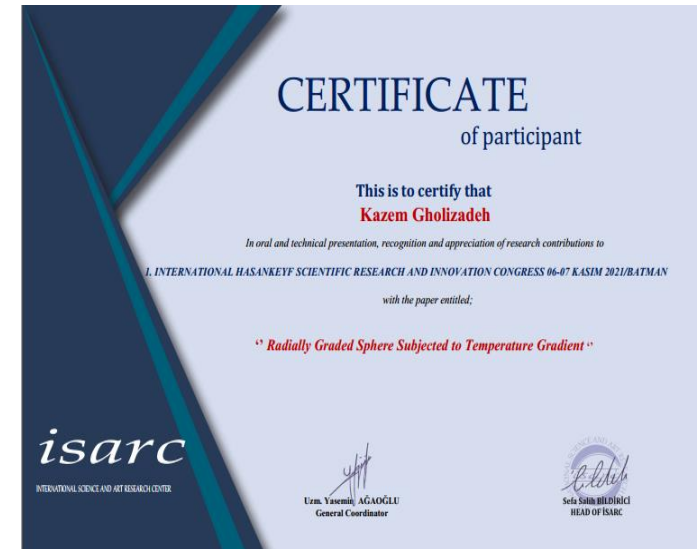 CERTIFICATE
of participant
This is to certify that
Kazem Gholizadeh
In oral and technical presentation, recognition and appreciation of research contributions to
1. INTERNATIONAL HASANKEYF SCIENTIFIC RESEARCH AND INNOVATION CONGRESS 06-07 KASIM 2021/BATMAN
with the paper entitled;
‘’ Radially Graded Sphere Subjected to Temperature Gradient ‘’
isarc
INTERNATIONAL SCIENCE AND ART RESEARCH CENTER
Uzm. Yasemin AĞAOĞLU
General Coordinator
Sefa Salih BİLDİRİCİ
HEAD OF İSARC